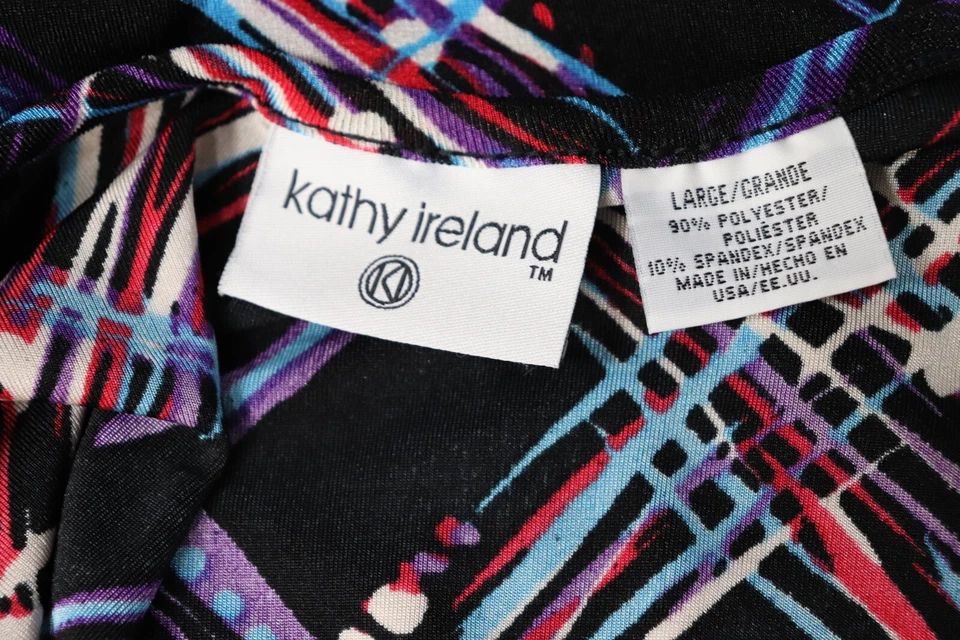 kathy ireland
TM
KI
LARGE/GRANDE
90% POLYESTER/
POLIÉSTER
10% SPANDEX/SPANDEX
MADE IN/HECHO EN
USA/EE.UU.